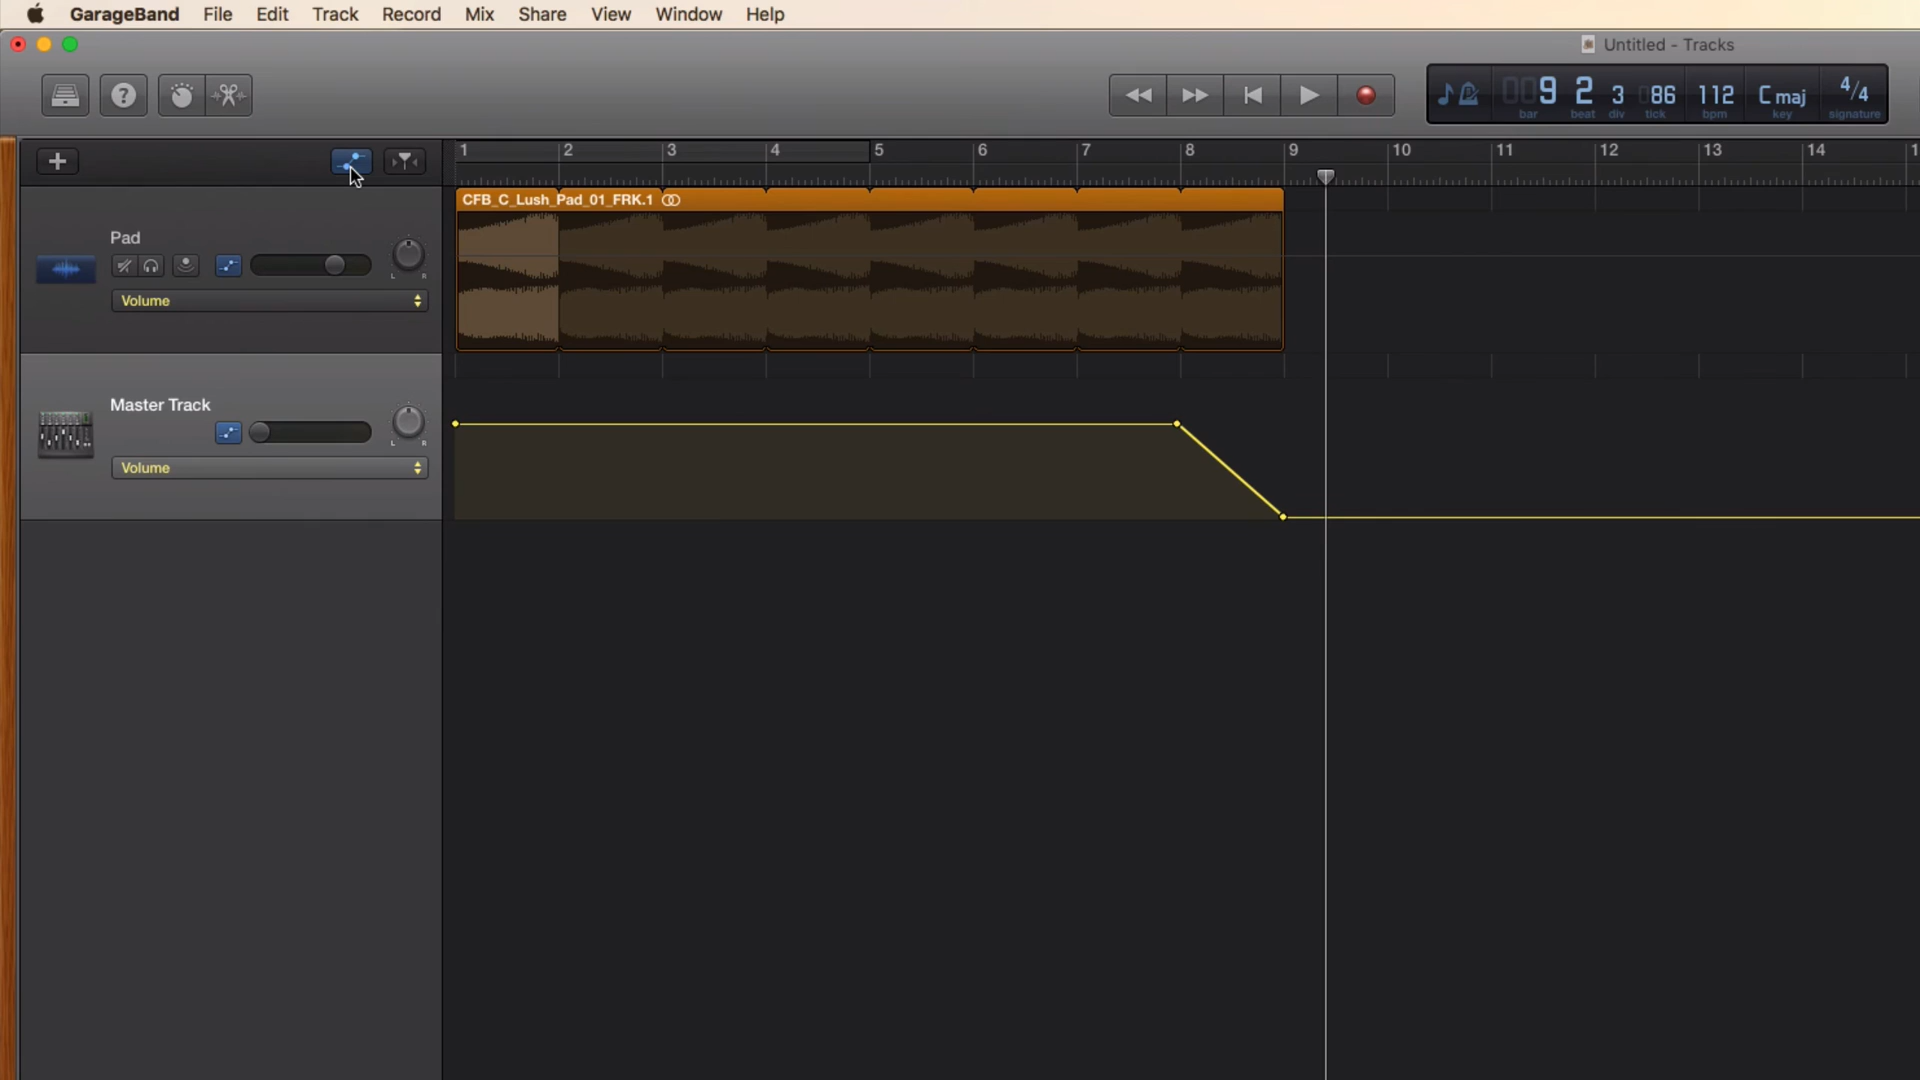 GarageBand File Edit Track Record Mix Share View Window Help
Untitled - Tracks
009 2 3 86 112 C maj 4/4
bar beat div tick bpm key signature
1 2 3 4 5 6 7 8 9 10 11 12 13 14 1
CFB_C_Lush_Pad_01_FRK.1
Pad
L R
Volume
Master Track
L R
Volume